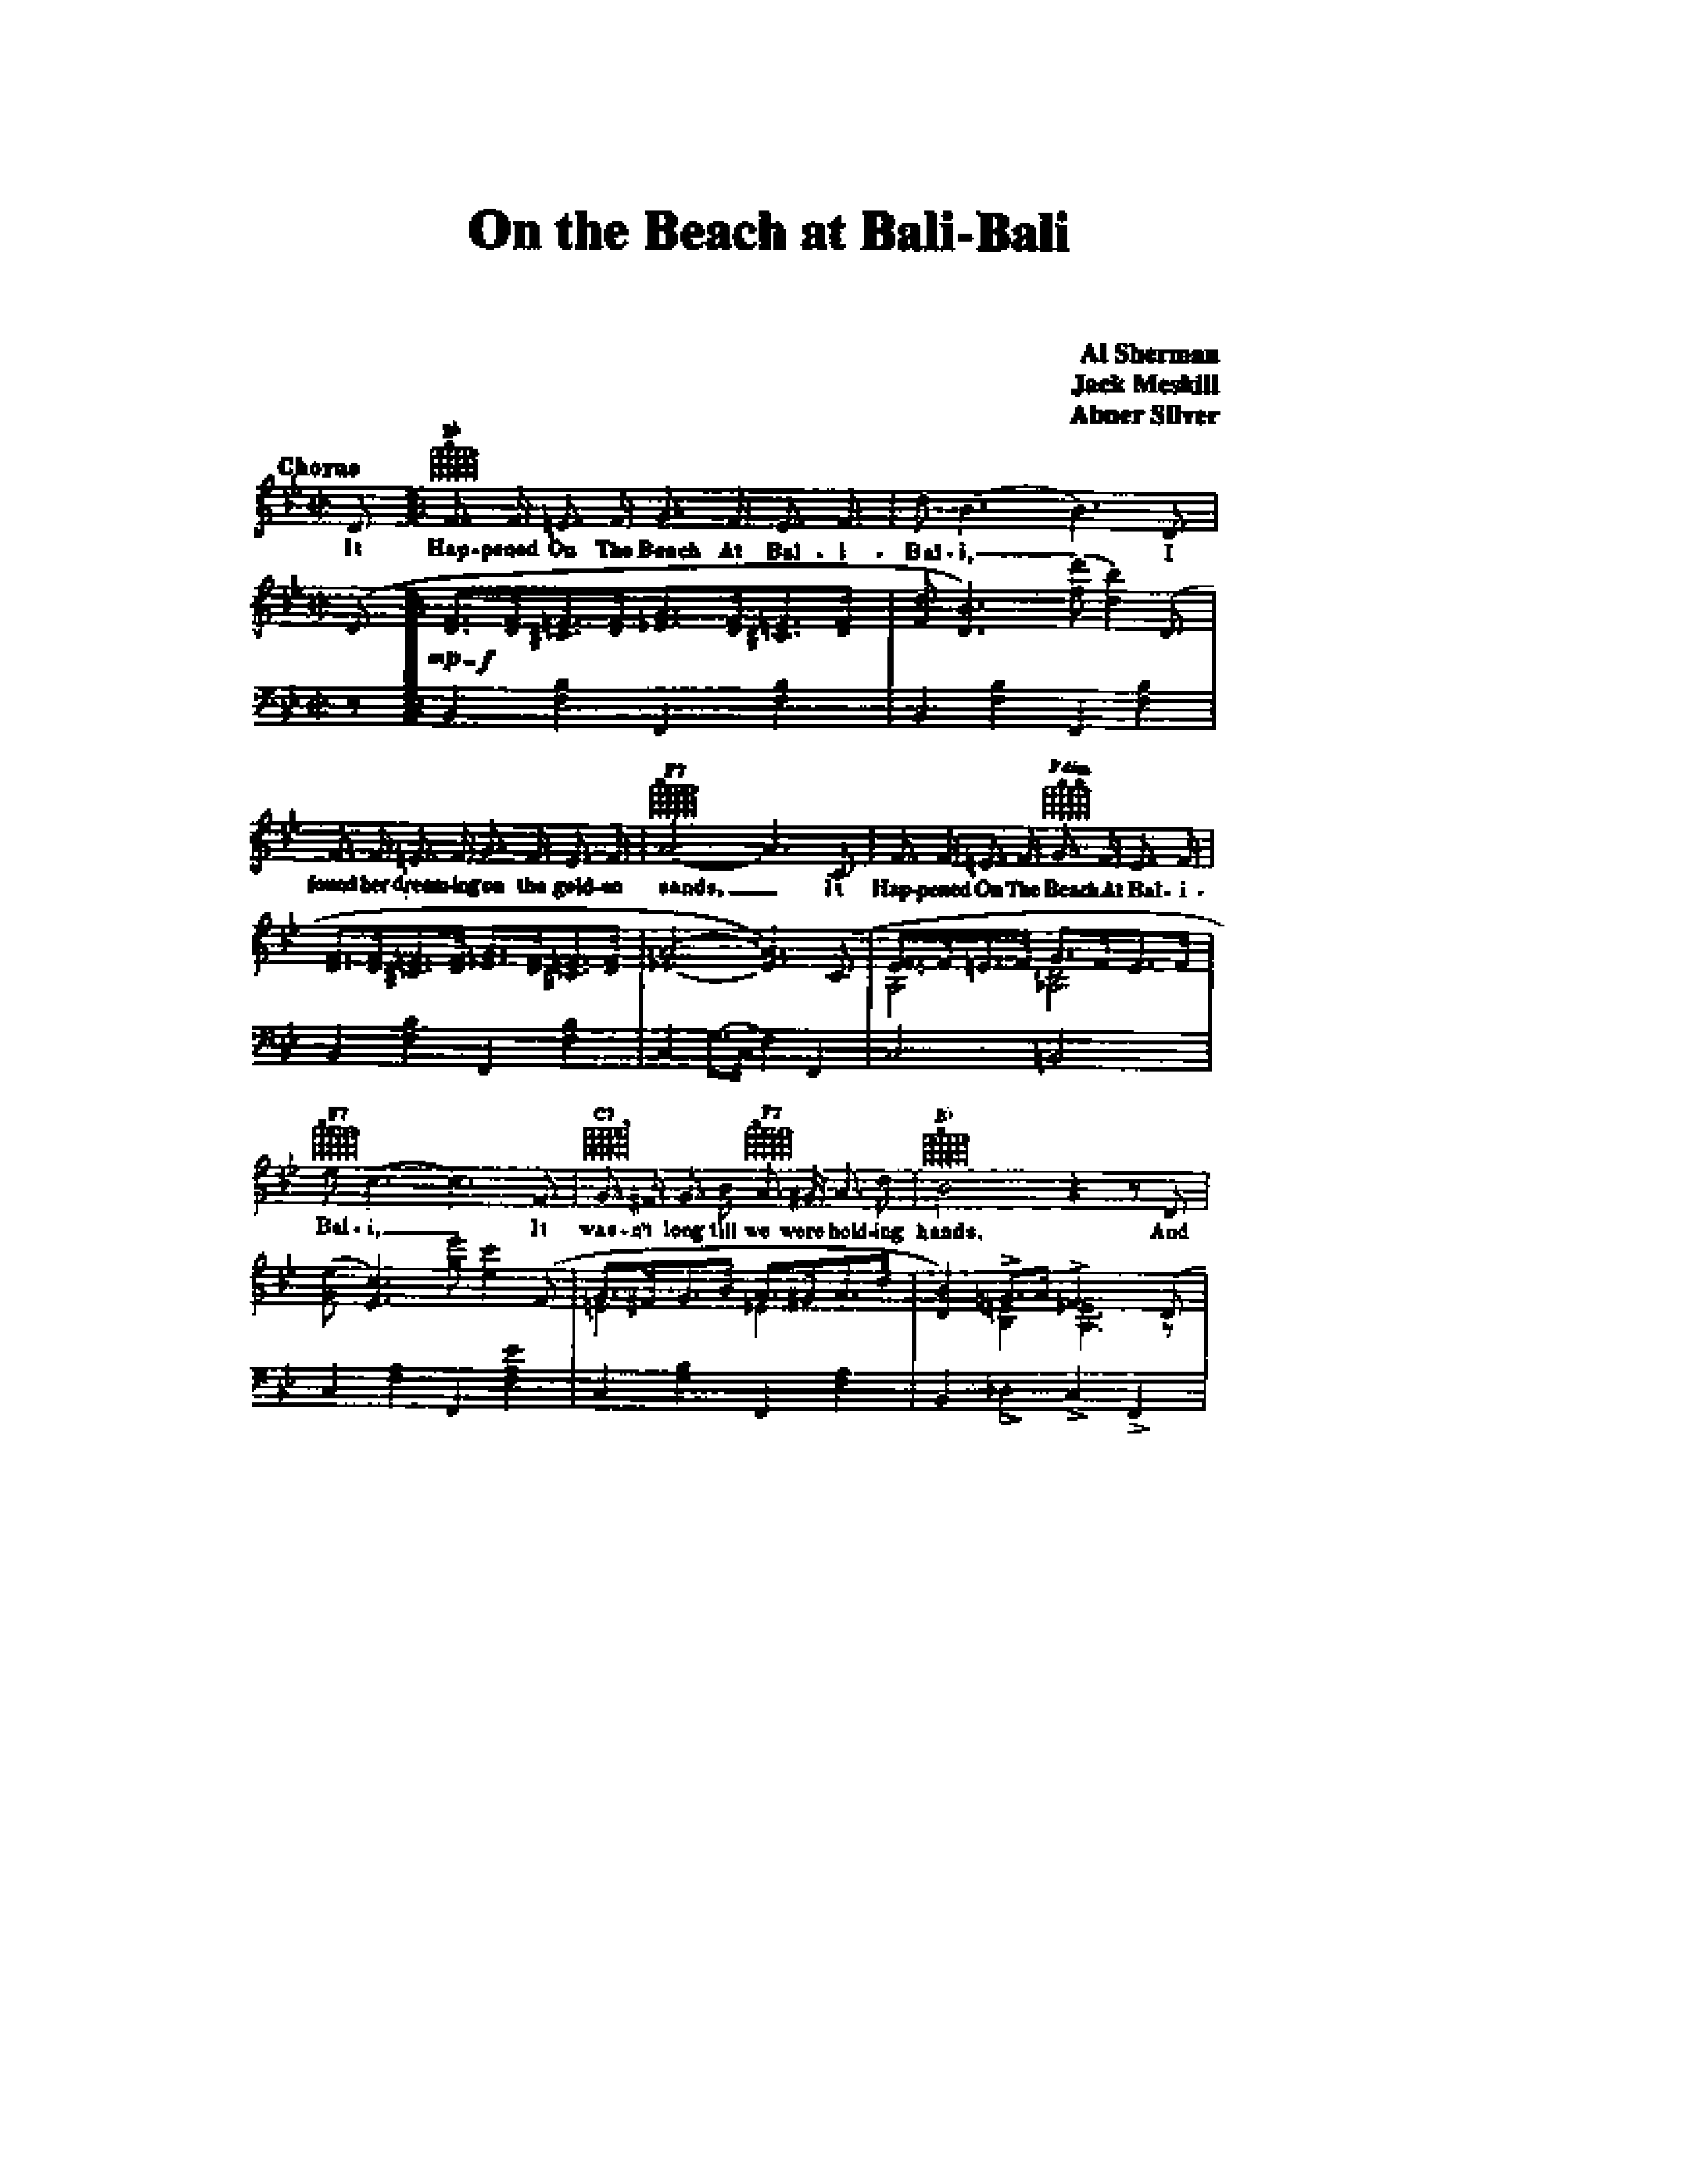 On the Beach at Bali-Bali
Al Sherman
Jack Meskill
Abner Silver
Chorus
It Hap-pened On The Beach At Bal - i - Bal - i, I
mp - f
F7
found her dream-ing on the gold-en sands, It Hap-pened On The Beach At Bal - i -
F7 C7 F7 B♭
Bal - i, It was-n't long till we were hold-ing hands, And